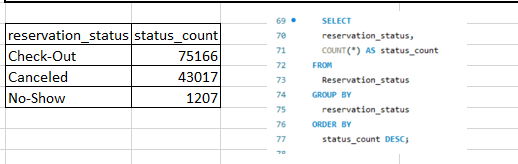 reservation_status status_count
Check-Out 75166
Canceled 43017
No-Show 1207
69 SELECT
70 reservation_status,
71 COUNT(*) AS status_count
72 FROM
73 Reservation_status
74 GROUP BY
75 reservation_status
76 ORDER BY
77 status_count DESC;